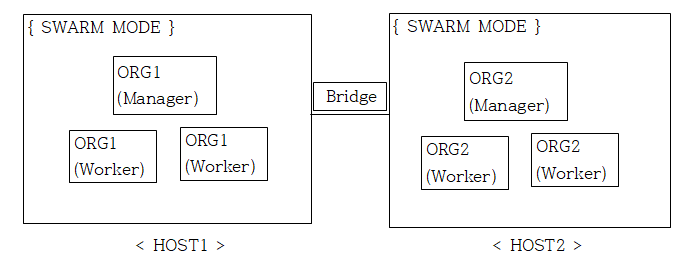 { SWARM MODE }
ORG1
(Manager)
ORG1
(Worker)
ORG1
(Worker)
< HOST1 >
Bridge
{ SWARM MODE }
ORG2
(Manager)
ORG2
(Worker)
ORG2
(Worker)
< HOST2 >